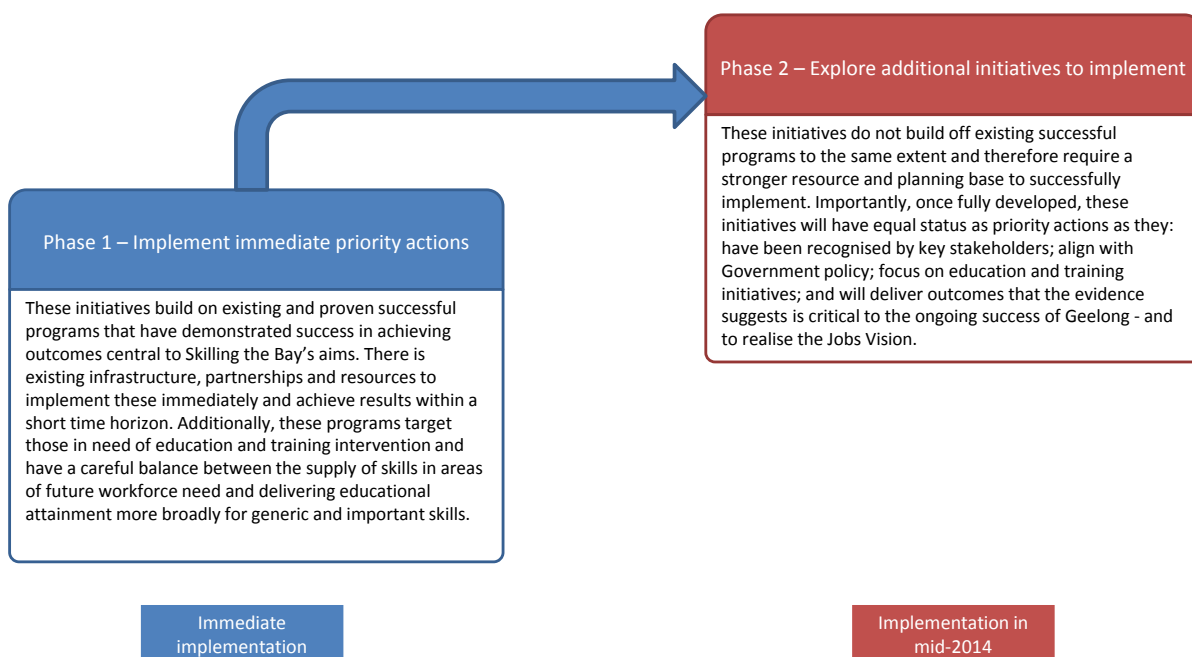 Phase 2 – Explore additional initiatives to implement
These initiatives do not build off existing successful
programs to the same extent and therefore require a
stronger resource and planning base to successfully
implement. Importantly, once fully developed, these
initiatives will have equal status as priority actions as they:
have been recognised by key stakeholders; align with
Government policy; focus on education and training
initiatives; and will deliver outcomes that the evidence
suggests is critical to the ongoing success of Geelong - and
to realise the Jobs Vision.
Phase 1 – Implement immediate priority actions
These initiatives build on existing and proven successful
programs that have demonstrated success in achieving
outcomes central to Skilling the Bay’s aims. There is
existing infrastructure, partnerships and resources to
implement these immediately and achieve results within a
short time horizon. Additionally, these programs target
those in need of education and training intervention and
have a careful balance between the supply of skills in areas
of future workforce need and delivering educational
attainment more broadly for generic and important skills.
Immediate
implementation
Implementation in
mid-2014